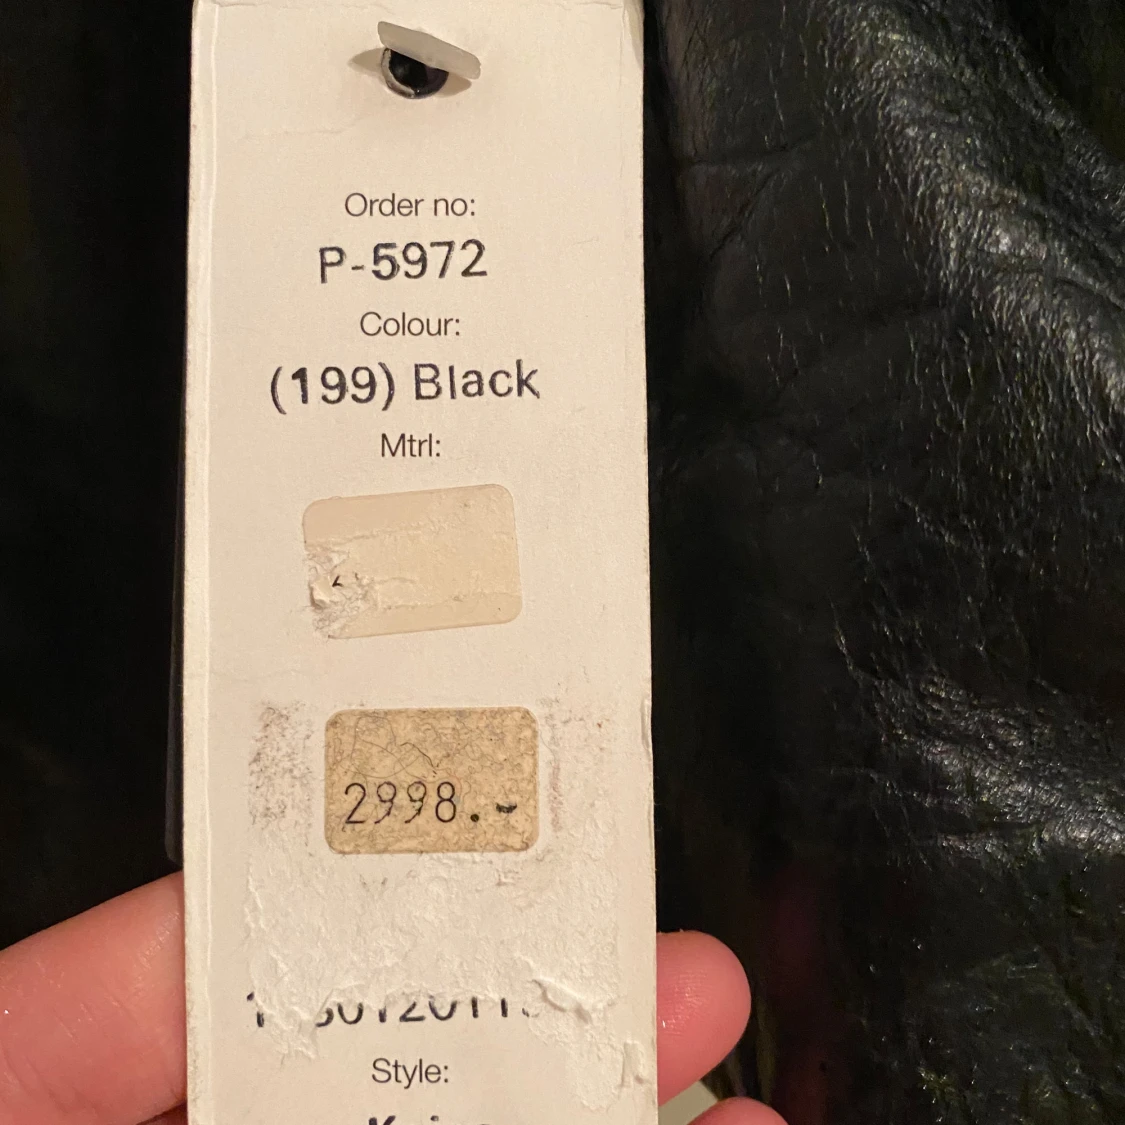 Order no:
P-5972
Colour:
(199) Black
Mtrl:
2998.-
Style: